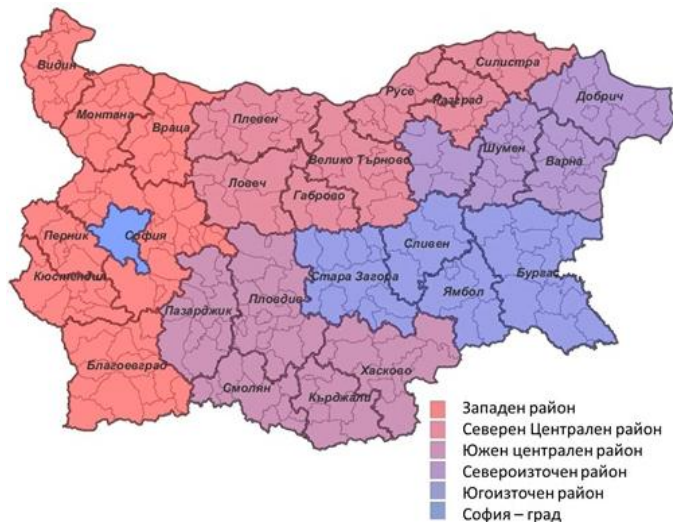 Видин
Монтана
Враца
Плевен
Русе
Силистра
Разград
Добрич
Шумен
Варна
Велико Търново
Ловеч
Габрово
Перник
София
Кюстендил
Сливен
Стара Загора
Бургас
Ямбол
Пловдив
Пазарджик
Благоевград
Хасково
Смолян
Кърджали
Западен район
Северен Централен район
Южен централен район
Североизточен район
Югоизточен район
София – град